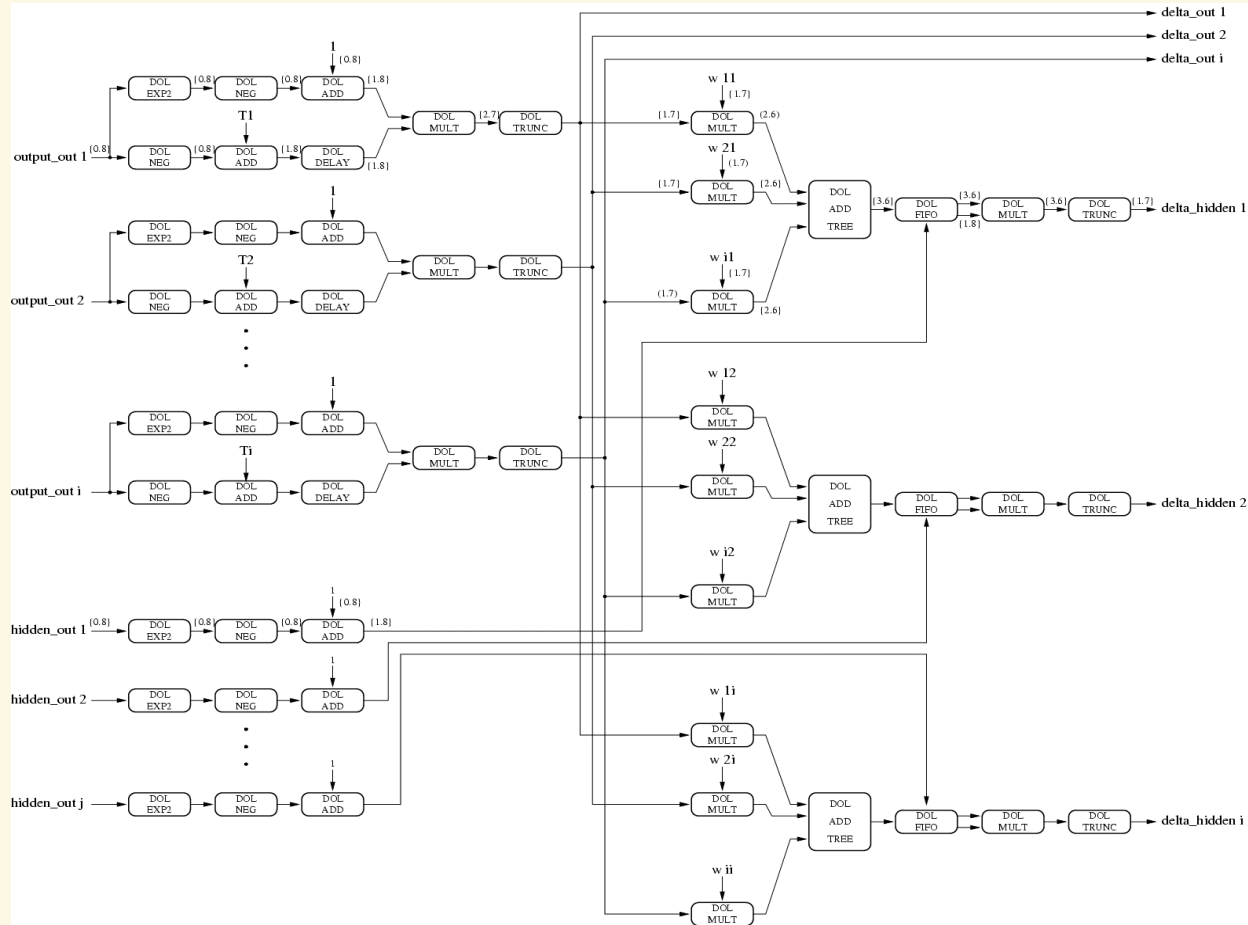 delta_out 1
delta_out 2
delta_out i
1
{0.8}
DOL EXP2
{0.8}
DOL NEG
{0.8}
DOL ADD
{1.8}
T1
output_out 1
{0.8}
DOL NEG
{0.8}
DOL ADD
{1.8}
DOL DELAY
{1.8}
DOL MULT
{2.7}
DOL TRUNC
w 11
{1.7}
{1.7}
DOL MULT
(2.6)
w 21
(1.7)
{1.7}
DOL MULT
{2.6}
w i1
{1.7}
(1.7)
DOL MULT
{2.6}
DOL
ADD
TREE
{3.6}
DOL FIFO
{3.6}
{1.8}
DOL MULT
{3.6}
DOL TRUNC
{1.7}
delta_hidden 1
1
DOL EXP2
DOL NEG
DOL ADD
T2
output_out 2
DOL NEG
DOL ADD
DOL DELAY
DOL MULT
DOL TRUNC
1
DOL EXP2
DOL NEG
DOL ADD
Ti
output_out i
DOL NEG
DOL ADD
DOL DELAY
DOL MULT
DOL TRUNC
w 12
DOL MULT
w 22
DOL MULT
w i2
DOL MULT
DOL
ADD
TREE
DOL FIFO
DOL MULT
DOL TRUNC
delta_hidden 2
1
{0.8}
hidden_out 1
{0.8}
DOL EXP2
{0.8}
DOL NEG
{0.8}
DOL ADD
{1.8}
1
hidden_out 2
DOL EXP2
DOL NEG
DOL ADD
1
hidden_out j
DOL EXP2
DOL NEG
DOL ADD
w 1i
DOL MULT
w 2i
DOL MULT
w ii
DOL MULT
DOL
ADD
TREE
DOL FIFO
DOL MULT
DOL TRUNC
delta_hidden i